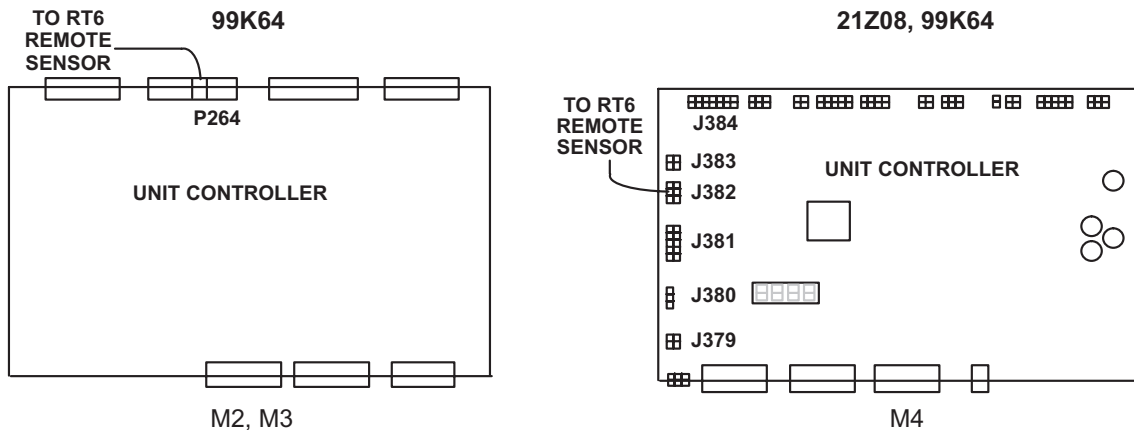 99K64
TO RT6
REMOTE
SENSOR
P264
UNIT CONTROLLER
M2, M3
21Z08, 99K64
TO RT6
REMOTE
SENSOR
J384
J383
J382
J381
J380
J379
UNIT CONTROLLER
M4